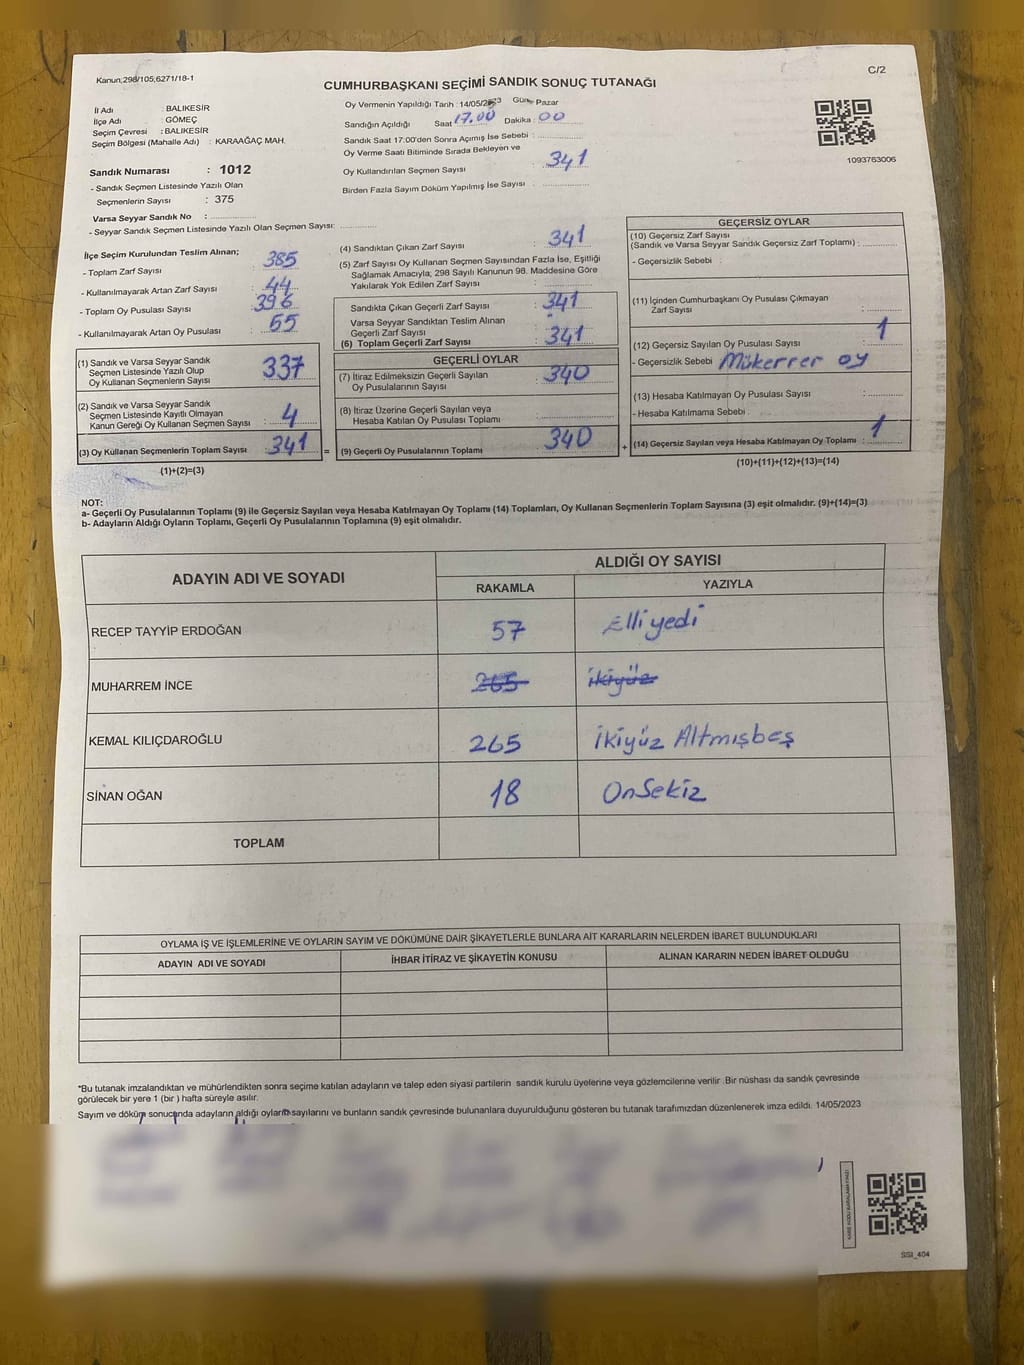 Kanun;298/105;6271/18-1
C/2
CUMHURBAŞKANI SEÇİMİ SANDIK SONUÇ TUTANAĞI
İl Adı : BALIKESİR
İlçe Adı : GÖMEÇ
Seçim Çevresi : BALIKESİR
Seçim Bölgesi (Mahalle Adı) : KARAAĞAÇ MAH.
Sandık Numarası : 1012
- Sandık Seçmen Listesinde Yazılı Olan
Seçmenlerin Sayısı : 375
Varsa Seyyar Sandık No :
- Seyyar Sandık Seçmen Listesinde Yazılı Olan Seçmen Sayısı:
Oy Vermenin Yapıldığı Tarih :14/05/2023 Gün: Pazar
Sandığın Açıldığı Saat 17.00 Dakika : 00
Sandık Saat 17:00'den Sonra Açımış İse Sebebi :
Oy Verme Saati Bitiminde Sırada Bekleyen ve
Oy Kullandırılan Seçmen Sayısı : 341
Birden Fazla Sayım Döküm Yapılmış İse Sayısı :
1093763006
İlçe Seçim Kurulundan Teslim Alınan;
- Toplam Zarf Sayısı : 385
- Kullanılmayarak Artan Zarf Sayısı : 44
- Toplam Oy Pusulası Sayısı : 396
- Kullanılmayarak Artan Oy Pusulası : 55
(1) Sandık ve Varsa Seyyar Sandık
Seçmen Listesinde Yazılı Olup
Oy Kullanan Seçmenlerin Sayısı : 337
(2) Sandık ve Varsa Seyyar Sandık
Seçmen Listesinde Kayıtlı Olmayan
Kanun Gereği Oy Kullanan Seçmen Sayısı : 4
(3) Oy Kullanan Seçmenlerin Toplam Sayısı : 341 =
(1)+(2)=(3)
(4) Sandıktan Çıkan Zarf Sayısı : 341
(5) Zarf Sayısı Oy Kullanan Seçmen Sayısından Fazla İse, Eşitliği
Sağlamak Amacıyla, 298 Sayılı Kanunun 98. Maddesine Göre
Yakılarak Yok Edilen Zarf Sayısı :
Sandıkta Çıkan Geçerli Zarf Sayısı : 341
Varsa Seyyar Sandıktan Teslim Alınan
Geçerli Zarf Sayısı :
(6) Toplam Geçerli Zarf Sayısı : 341
GEÇERLİ OYLAR
(7) İtiraz Edilmeksizin Geçerli Sayılan
Oy Pusulalarının Sayısı : 340
(8) İtiraz Üzerine Geçerli Sayılan veya
Hesaba Katılan Oy Pusulası Toplamı :
(9) Geçerli Oy Pusulalarının Toplamı : 340 +
GEÇERSİZ OYLAR
(10) Geçersiz Zarf Sayısı
(Sandık ve Varsa Seyyar Sandık Geçersiz Zarf Toplamı) :
- Geçersizlik Sebebi :
(11) İçinden Cumhurbaşkanı Oy Pusulası Çıkmayan
Zarf Sayısı :
(12) Geçersiz Sayılan Oy Pusulası Sayısı : 1
- Geçersizlik Sebebi : Mükerrer oy
(13) Hesaba Katılmayan Oy Pusulası Sayısı :
- Hesaba Katılmama Sebebi :
(14) Geçersiz Sayılan veya Hesaba Katılmayan Oy Toplamı : 1
(10)+(11)+(12)+(13)=(14)
NOT:
a- Geçerli Oy Pusulalarının Toplamı (9) ile Geçersiz Sayılan veya Hesaba Katılmayan Oy Toplamı (14) Toplamları, Oy Kullanan Seçmenlerin Toplam Sayısına (3) eşit olmalıdır. (9)+(14)=(3)
b- Adayların Aldığı Oyların Toplamı, Geçerli Oy Pusulalarının Toplamına (9) eşit olmalıdır.
ADAYIN ADI VE SOYADI ALDIĞI OY SAYISI
RAKAMLA YAZIYLA
RECEP TAYYİP ERDOĞAN 57 Elliyedi
MUHARREM İNCE 265 ikiyüz
KEMAL KILIÇDAROĞLU 265 ikiyüz Altmışbeş
SİNAN OĞAN 18 OnSekiz
TOPLAM
OYLAMA İŞ VE İŞLEMLERİNE VE OYLARIN SAYIM VE DÖKÜMÜNE DAİR ŞİKAYETLERLE BUNLARA AİT KARARLARIN NELERDEN İBARET BULUNDUKLARI
ADAYIN ADI VE SOYADI İHBAR İTİRAZ VE ŞİKAYETİN KONUSU ALINAN KARARIN NEDEN İBARET OLDUĞU
*Bu tutanak imzalandıktan ve mühürlendikten sonra seçime katılan adayların ve talep eden siyasi partilerin sandık kurulu üyelerine veya gözlemcilerine verilir .Bir nüshası da sandık çevresinde
görülecek bir yere 1 (bir ) hafta süreyle asılır.
Sayım ve döküm sonucunda adayların aldığı oyların sayılarını ve bunların sandık çevresinde bulunanlara duyurulduğunu gösteren bu tutanak tarafımızdan düzenlenerek imza edildi. 14/05/2023
SSI_404